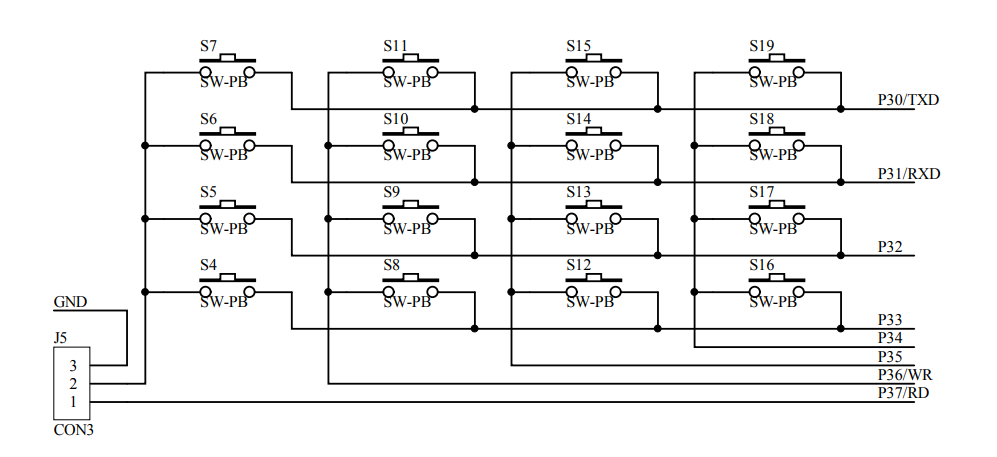 S7 S11 S15 S19
SW-PB SW-PB SW-PB SW-PB
P30/TXD
S6 S10 S14 S18
SW-PB SW-PB SW-PB SW-PB
P31/RXD
S5 S9 S13 S17
SW-PB SW-PB SW-PB SW-PB
P32
S4 S8 S12 S16
SW-PB SW-PB SW-PB SW-PB
GND
P33
J5
P34
3
P35
2
P36/WR
1
P37/RD
CON3